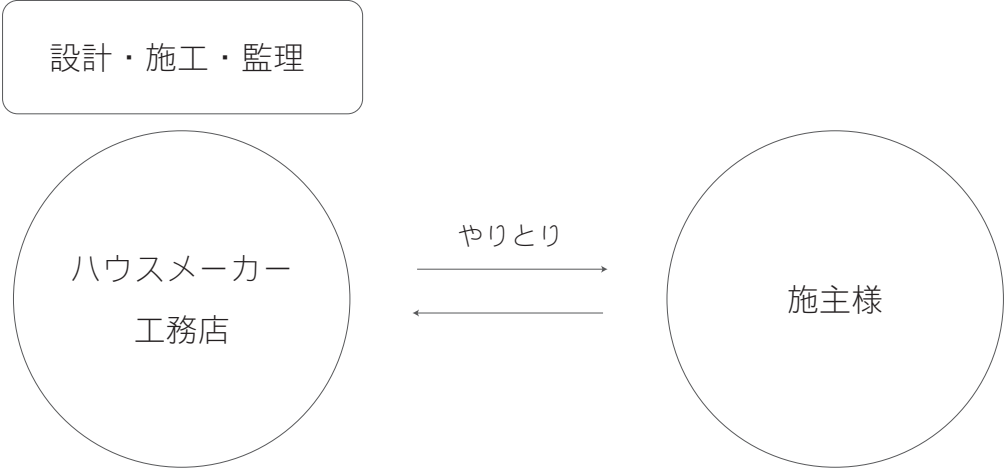 設計・施工・監理
ハウスメーカー
工務店
やりとり
施主様